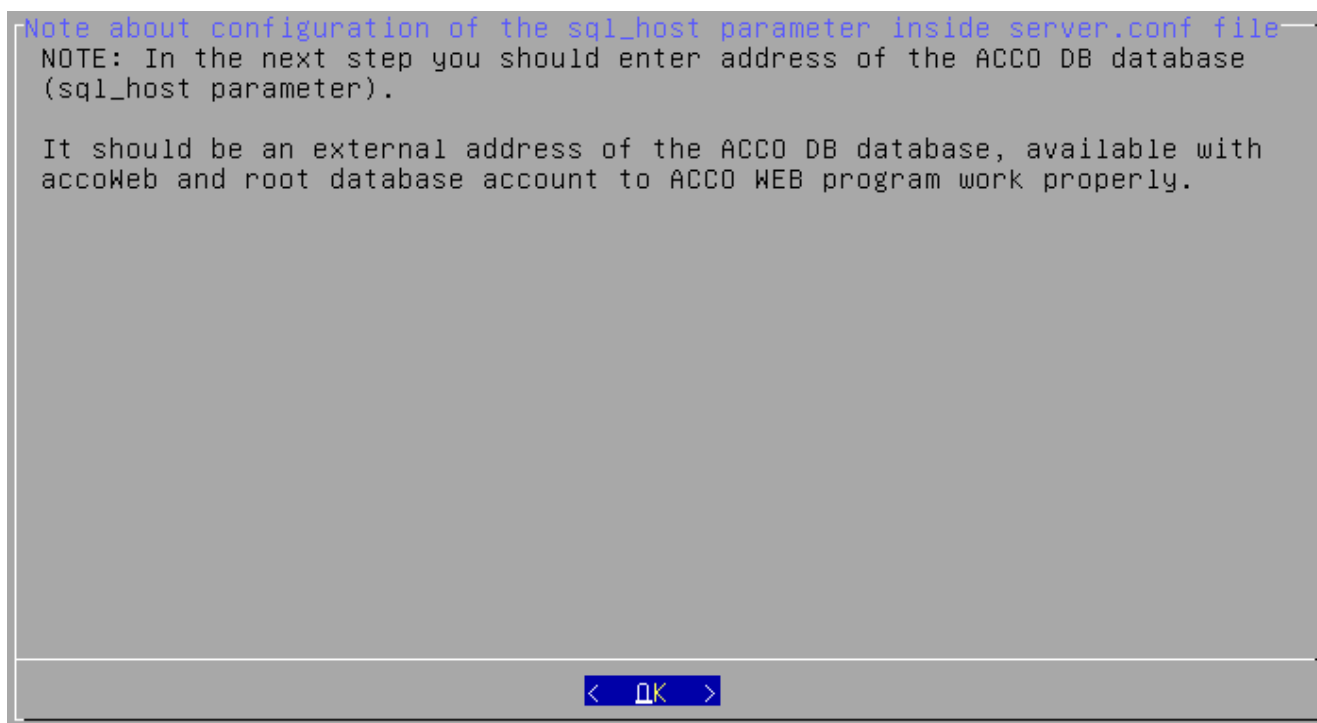 Note about configuration of the sql_host parameter inside server.conf file
NOTE: In the next step you should enter address of the ACCO DB database
(sql_host parameter).
It should be an external address of the ACCO DB database, available with
accoWeb and root database account to ACCO WEB program work properly.
< OK >